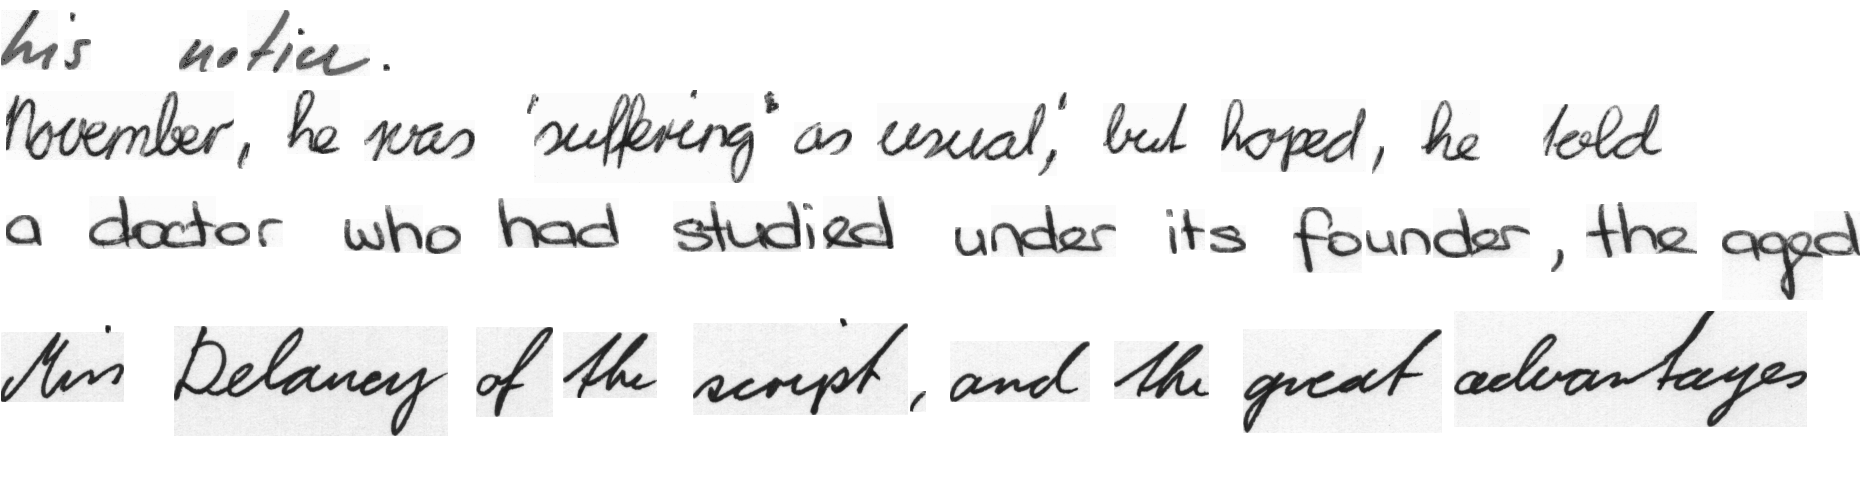 his notice.
November, he was 'suffering' as usual,' but hoped, he told
a doctor who had studied under its founder, the aged
Miss Delaney of the script, and the great advantages